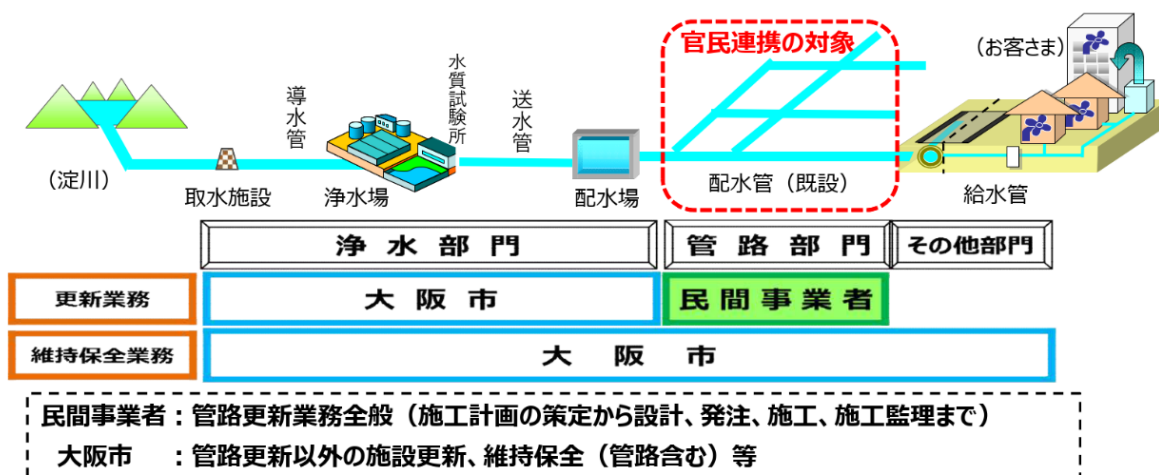 官民連携の対象
(お客さま)
導水管
水質試験所
送水管
(淀川)
取水施設
浄水場
配水場
配水管（既設）
給水管
浄水部門
管路部門
その他部門
更新業務
大阪市
民間事業者
維持保全業務
大阪市
民間事業者：管路更新業務全般（施工計画の策定から設計、発注、施工、施工監理まで）
大阪市　：管路更新以外の施設更新、維持保全（管路含む）等